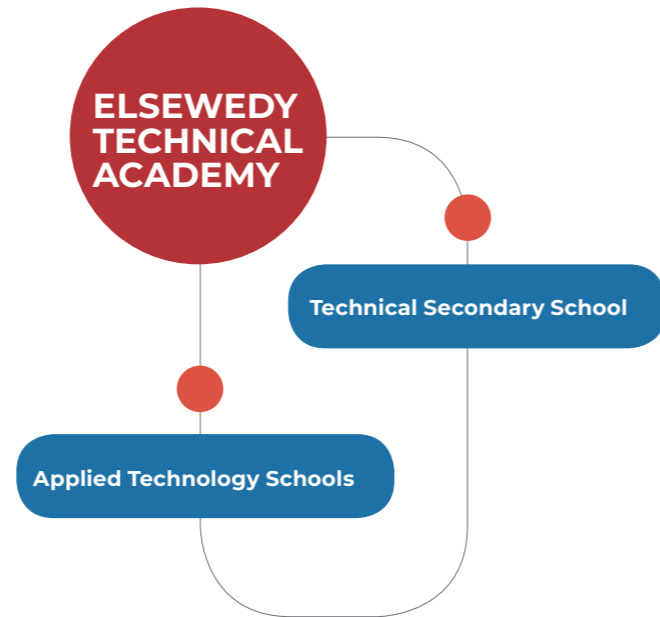 ELSEWEDY
TECHNICAL
ACADEMY
Technical Secondary School
Applied Technology Schools